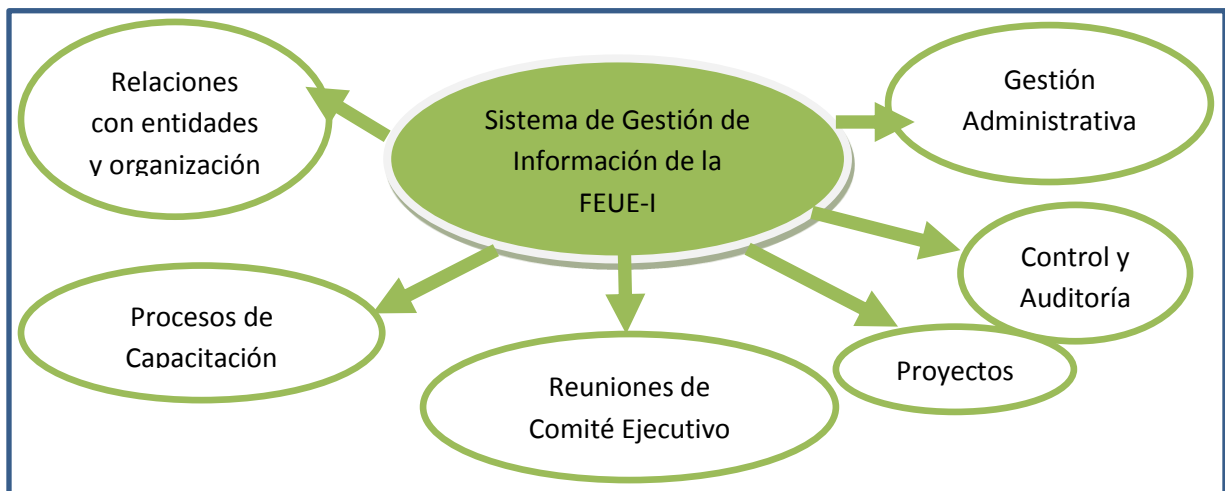 Relaciones
con entidades
y organización
Sistema de Gestión de
Información de la
FEUE-I
Gestión
Administrativa
Control y
Auditoría
Procesos de
Capacitación
Reuniones de
Comité Ejecutivo
Proyectos